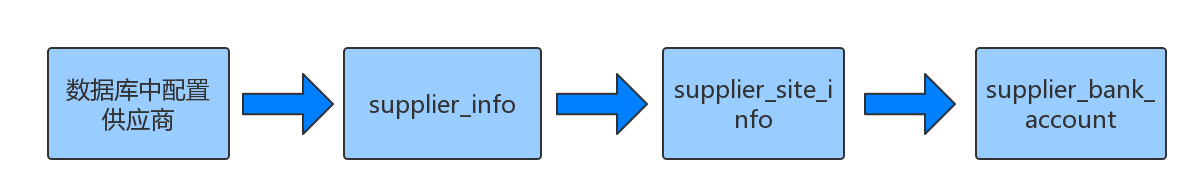 数据库中配置
供应商
supplier_info
supplier_site_i
nfo
supplier_bank_
account